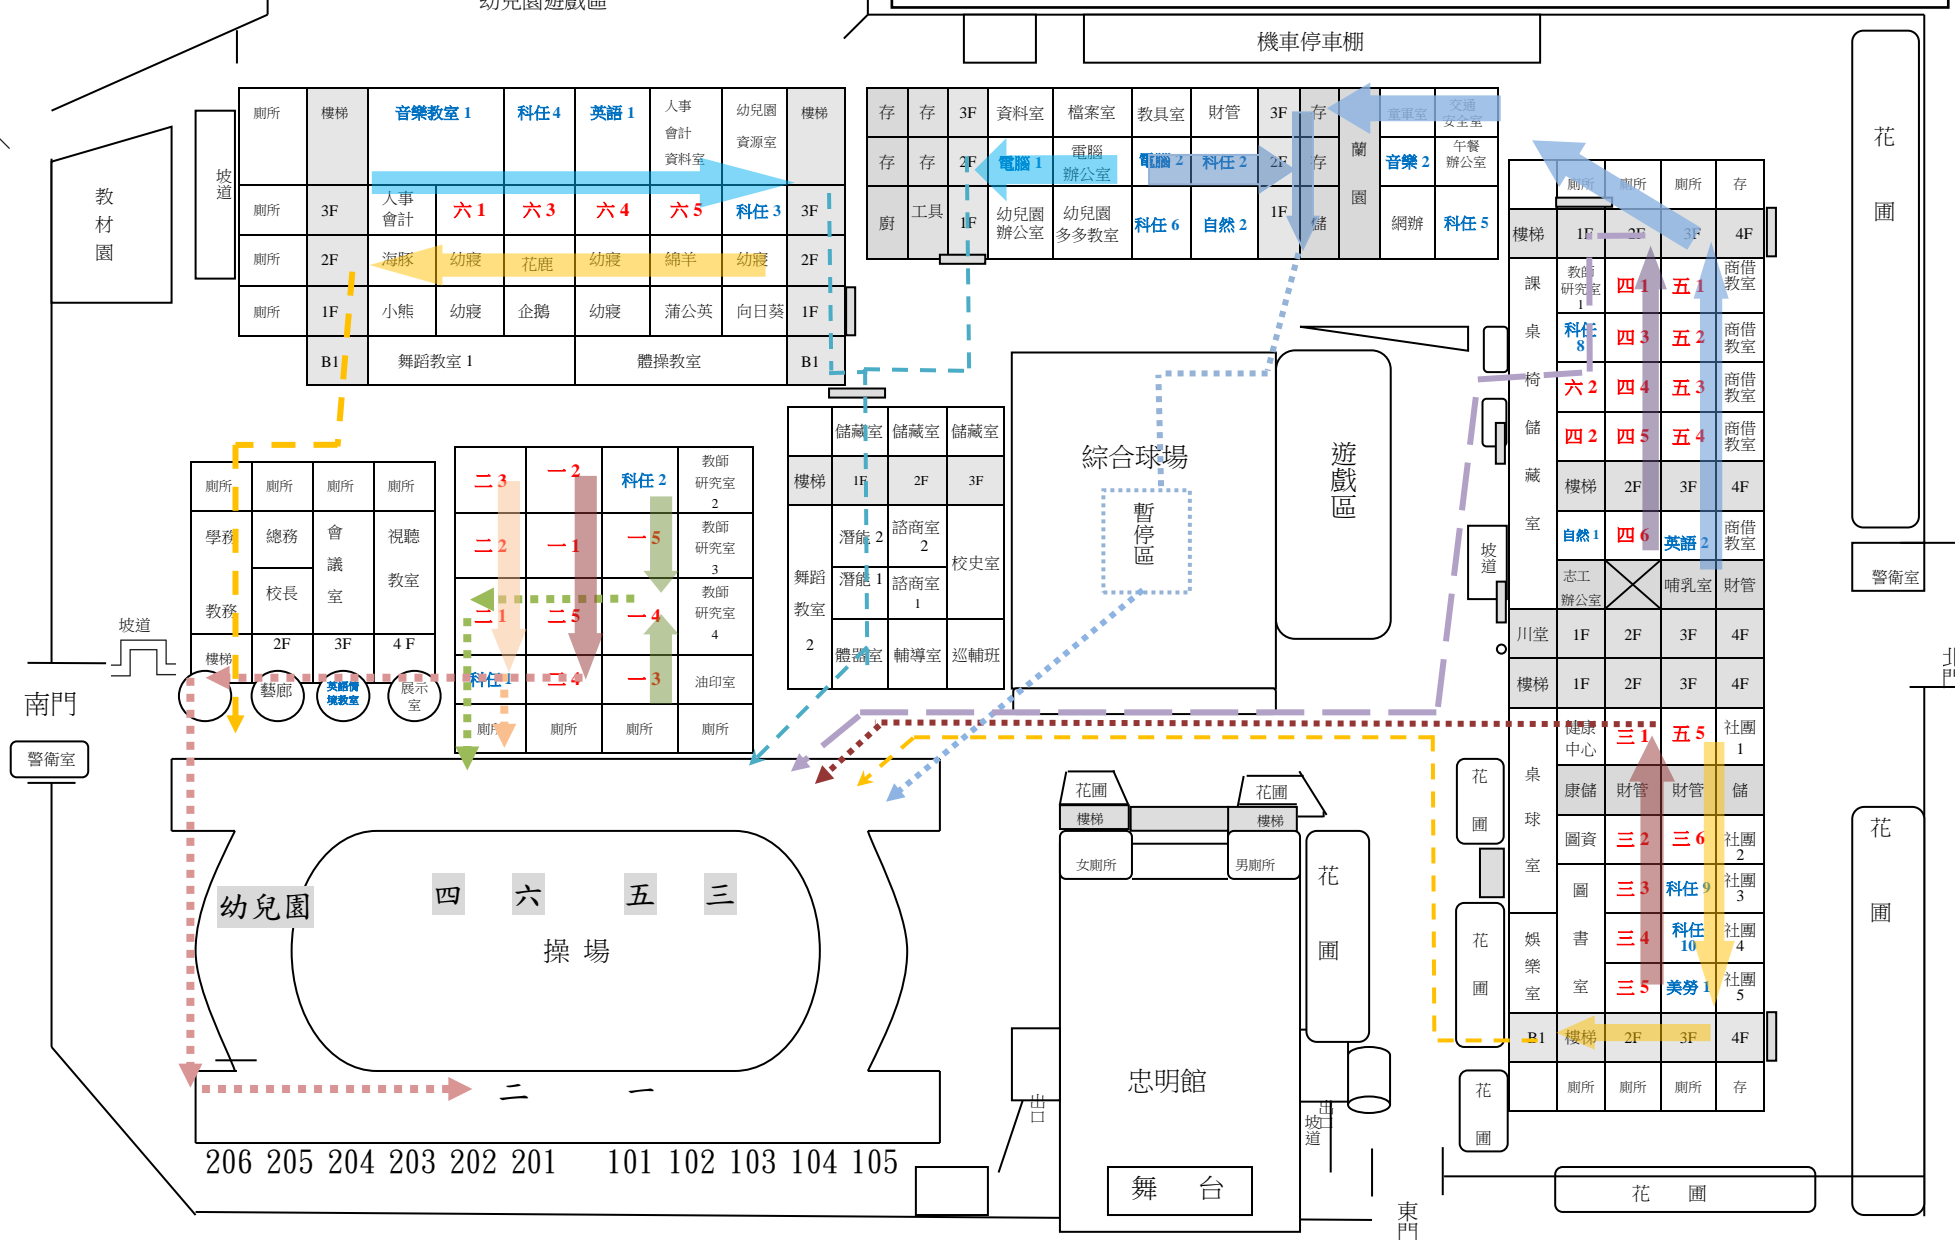 幼兒園遊戲區
機車停車棚
花
圃
教
材
園
坡道
廁所 樓梯 音樂教室 1 科任 4 英語 1 人事 會計 資料室 幼兒園 資源室 樓梯
廁所 3F 人事 會計 六 1 六 3 六 4 六 5 科任 3 3F
廁所 2F 海豚 幼寢 花鹿 幼寢 綿羊 幼寢 2F
廁所 1F 小熊 幼寢 企鵝 幼寢 蒲公英 向日葵 1F
B1 舞蹈教室 1 體操教室 B1
存 存 3F 資料室 檔案室 教具室 財管 3F 存 童軍室 交通 安全室
存 存 2F 電腦 1 電腦 辦公室 電腦 2 科任 2 2F 存 蘭 園 音樂 2 午餐 辦公室
廚 工具 1F 幼兒園 辦公室 幼兒園 多多教室 科任 6 自然 2 1F 儲 網辦 科任 5
廁所 廁所 廁所 存
樓梯 1F 2F 3F 4F
課 桌 椅 儲 藏 室
教師 研究室 1 四 1 五 1 商借 教室
科任 8 四 3 五 2 商借 教室
六 2 四 4 五 3 商借 教室
四 2 四 5 五 4 商借 教室
樓梯 2F 3F 4F
自然 1 四 6 英語 2 商借 教室
志工 辦公室 哺乳室 財管
川堂 1F 2F 3F 4F
樓梯 1F 2F 3F 4F
桌 球 室
健康 中心 三 1 五 5 社團 1
康儲 財管 財管 儲
圖資 三 2 三 6 社團 2
圖 書 室
三 3 科任 9 社團 3
娛 樂 室
三 4 科任 10 社團 4
三 5 美勞 1 社團 5
B1 樓梯 2F 3F 4F
廁所 廁所 廁所 存
坡道
警衛室
北門
花
圃
綜合球場
暫停區
遊戲區
儲藏室 儲藏室 儲藏室
樓梯 1F 2F 3F
舞蹈 教室 2
潛能 2 諮商室 2 校史室
潛能 1 諮商室 1
體器室 輔導室 巡輔班
二 3 一 2 科任 2 教師 研究室 2
二 2 一 1 一 5 教師 研究室 3
二 1 二 5 一 4 教師 研究室 4
科任 1 二 4 一 3 油印室
廁所 廁所 廁所 廁所
廁所 廁所 廁所 廁所
學務 總務 會 議 室 視聽 教室
教務 校長
樓梯 2F 3F 4 F
藝廊 英語情境教室 展示室
坡道
南門
警衛室
幼兒園 四 六 五 三
操 場
二 一
206 205 204 203 202 201 101 102 103 104 105
花圃 花圃
樓梯 樓梯
女廁所 男廁所
花
圃
忠明館
出口
出口
坡道
舞 台
東門
花
圃
花
圃
花
圃
花 圃